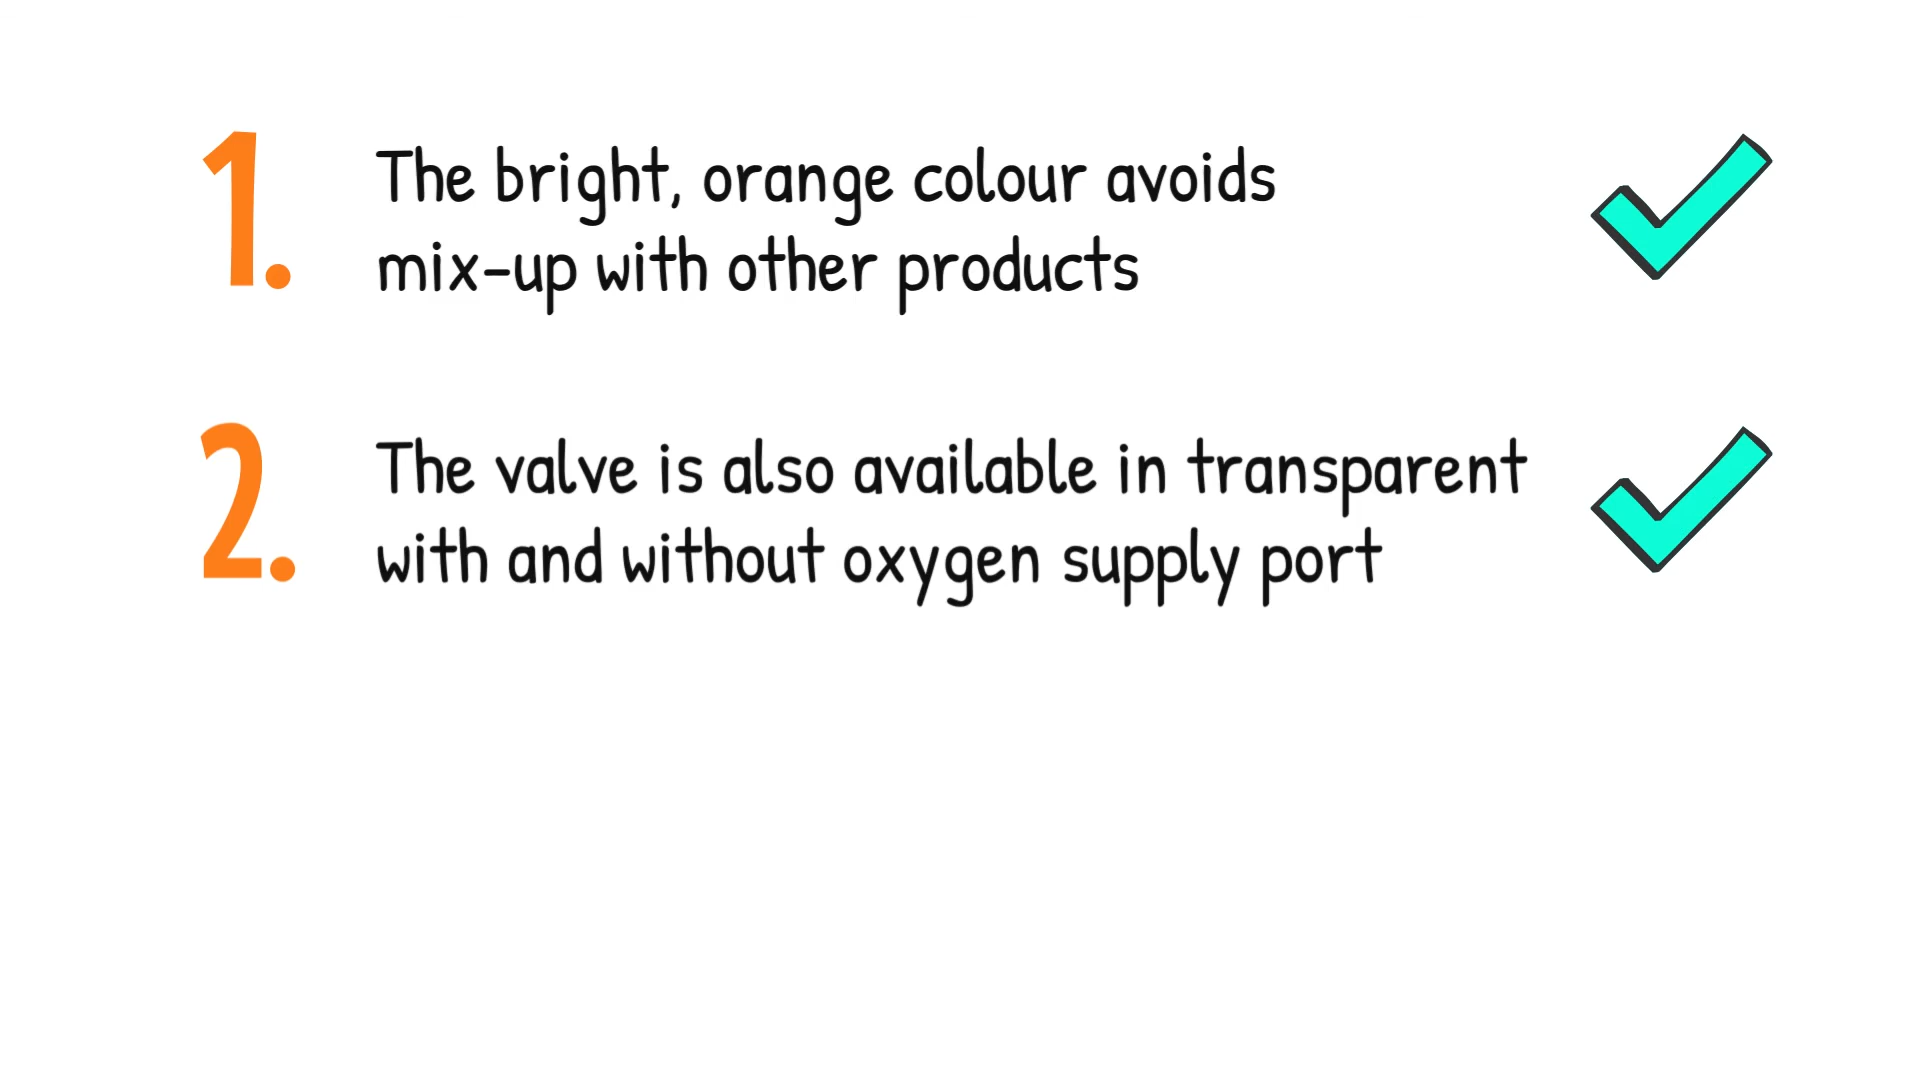 1. The bright, orange colour avoids
mix-up with other products
2. The valve is also available in transparent
with and without oxygen supply port